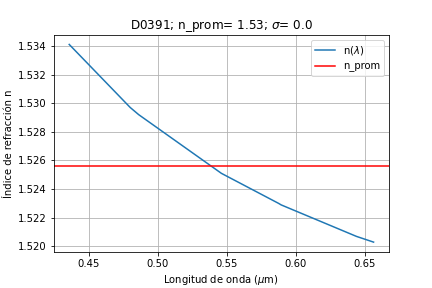 D0391; n_prom= 1.53; σ= 0.0
n(λ)
n_prom
1.534
1.532
1.530
1.528
1.526
1.524
1.522
1.520
Índice de refracción n
0.45
0.50
0.55
0.60
0.65
Longitud de onda (μm)